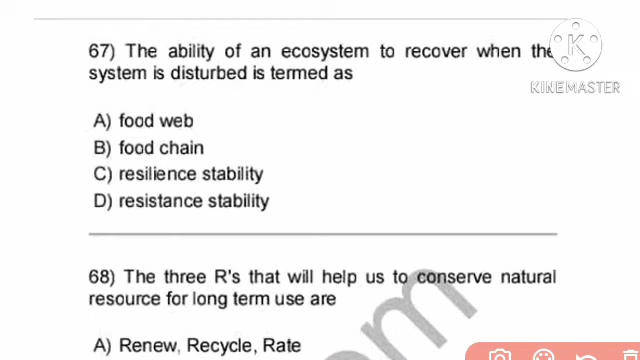 67) The ability of an ecosystem to recover when the
system is disturbed is termed as
A) food web
B) food chain
C) resilience stability
D) resistance stability
68) The three R's that will help us to conserve natural
resource for long term use are
A) Renew, Recycle, Rate
K
KINEMASTER
om